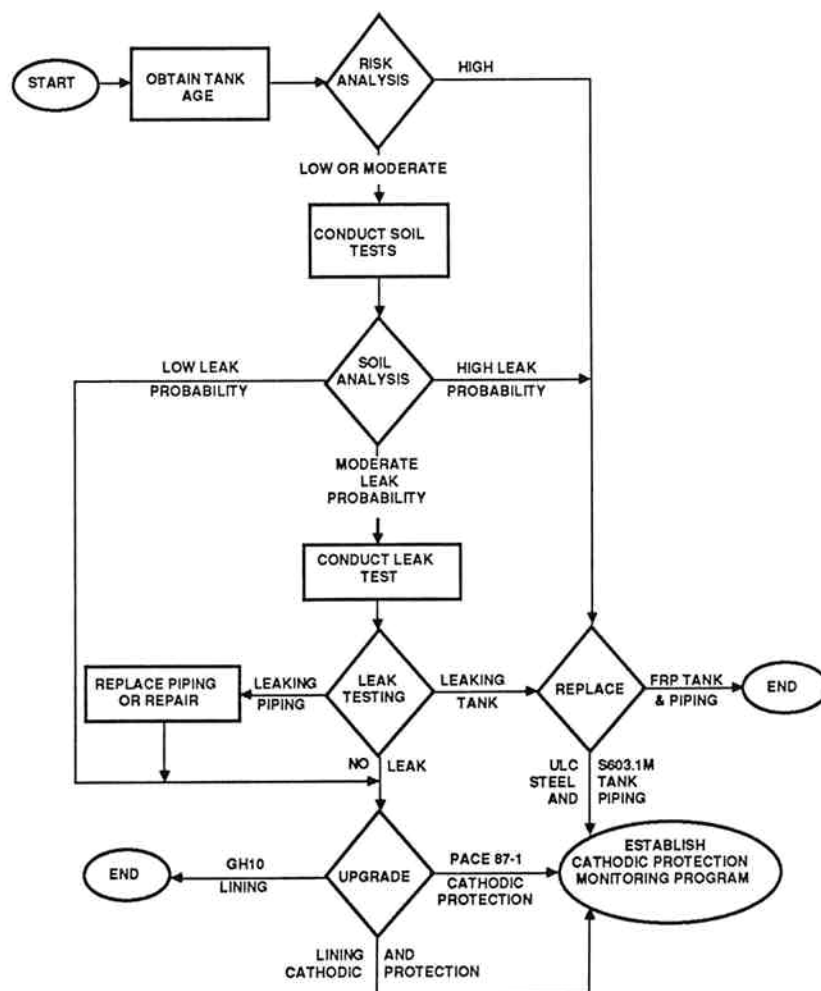 START
OBTAIN TANK
AGE
RISK
ANALYSIS
HIGH
LOW OR MODERATE
CONDUCT SOIL
TESTS
LOW LEAK
PROBABILITY
SOIL
ANALYSIS
HIGH LEAK
PROBABILITY
MODERATE
LEAK
PROBABILITY
CONDUCT LEAK
TEST
REPLACE PIPING
OR REPAIR
LEAKING
PIPING
LEAK
TESTING
LEAKING
TANK
REPLACE
FRP TANK
& PIPING
END
NO LEAK
ULC S603.1M
STEEL TANK
AND PIPING
END
GH10
LINING
UPGRADE
PACE 87-1
CATHODIC
PROTECTION
ESTABLISH
CATHODIC PROTECTION
MONITORING PROGRAM
LINING AND
CATHODIC PROTECTION